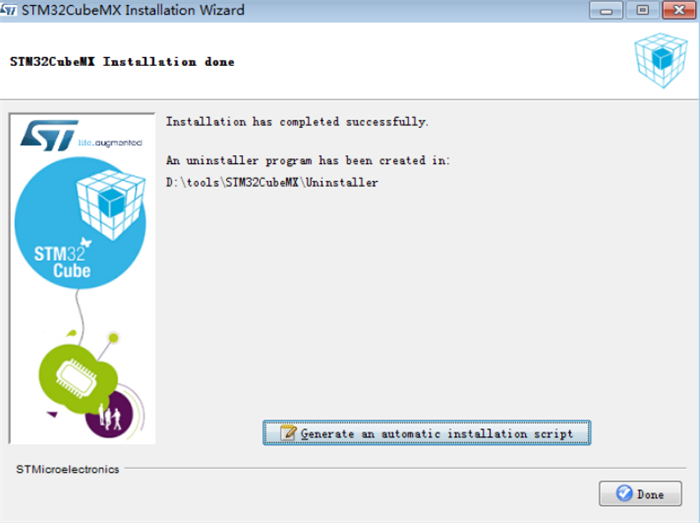 STM32CubeMX Installation Wizard
STM32CubeMX Installation done
Installation has completed successfully.
An uninstaller program has been created in:
D:\tools\STM32CubeMX\Uninstaller
ST life.augmented
STM32
Cube
Generate an automatic installation script
STMicroelectronics
Done